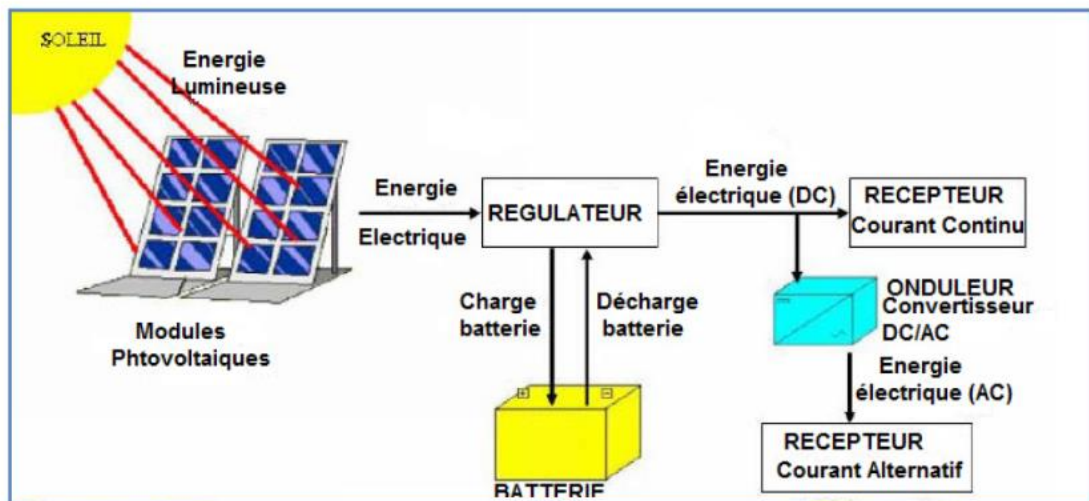 SOLEIL
Energie
Lumineuse
Modules
Phtovoltaiques
Energie
Electrique
REGULATEUR
Charge
batterie
Décharge
batterie
BATTERIE
Energie
électrique (DC)
RECEPTEUR
Courant Continu
ONDULEUR
Convertisseur
DC/AC
Energie
électrique (AC)
RECEPTEUR
Courant Alternatif